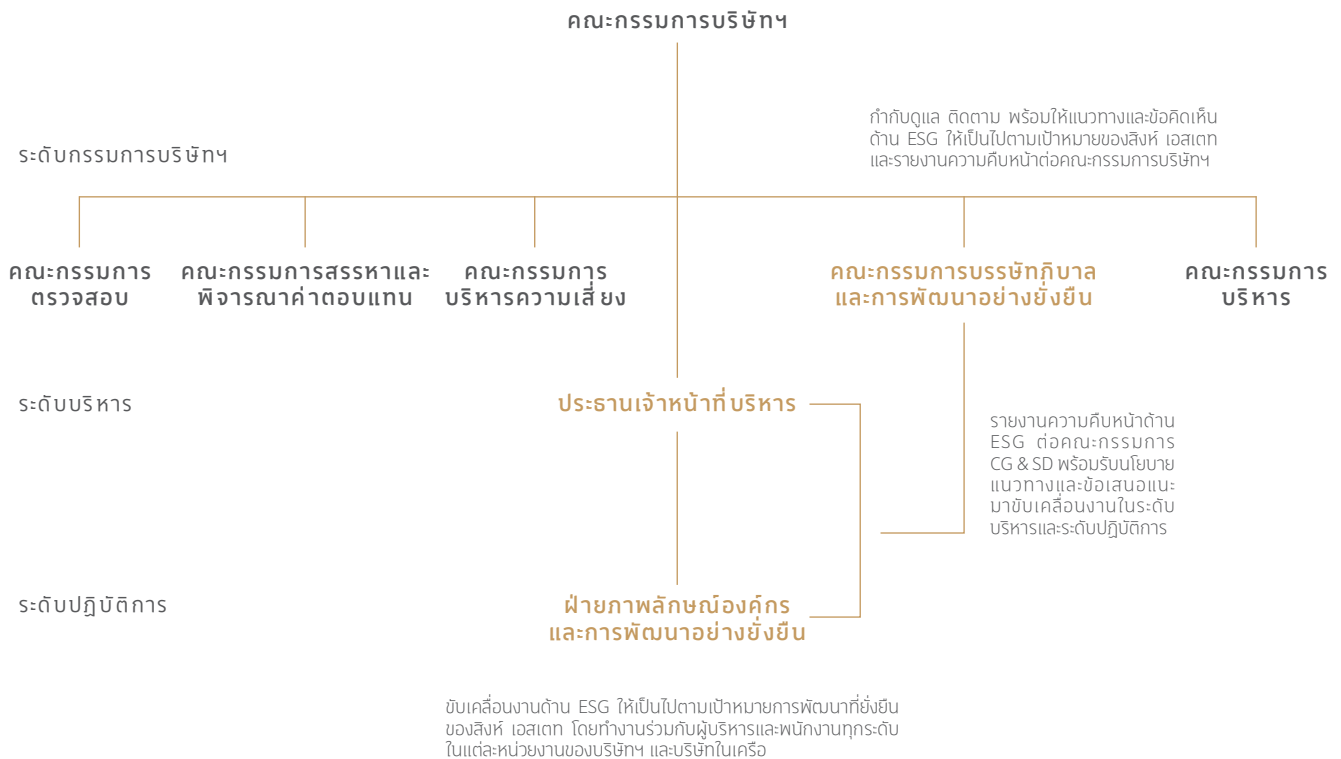 คณะกรรมการบริษัทฯ
กำกับดูแล ติดตาม พร้อมให้แนวทางและข้อคิดเห็น
ด้าน ESG ให้เป็นไปตามเป้าหมายของสิงห์ เอสเตท
และรายงานความคืบหน้าต่อคณะกรรมการบริษัทฯ
ระดับกรรมการบริษัทฯ
คณะกรรมการ
ตรวจสอบ
คณะกรรมการสรรหาและ
พิจารณาค่าตอบแทน
คณะกรรมการ
บริหารความเสี่ยง
คณะกรรมการบรรษัทภิบาล
และการพัฒนาอย่างยั่งยืน
คณะกรรมการ
บริหาร
ระดับบริหาร
ประธานเจ้าหน้าที่บริหาร
รายงานความคืบหน้าด้าน
ESG ต่อคณะกรรมการ
CG & SD พร้อมรับนโยบาย
แนวทางและข้อเสนอแนะ
มาขับเคลื่อนงานในระดับ
บริหารและระดับปฏิบัติการ
ระดับปฏิบัติการ
ฝ่ายภาพลักษณ์องค์กร
และการพัฒนาอย่างยั่งยืน
ขับเคลื่อนงานด้าน ESG ให้เป็นไปตามเป้าหมายการพัฒนาที่ยั่งยืน
ของสิงห์ เอสเตท โดยทำงานร่วมกับผู้บริหารและพนักงานทุกระดับ
ในแต่ละหน่วยงานของบริษัทฯ และบริษัทในเครือ